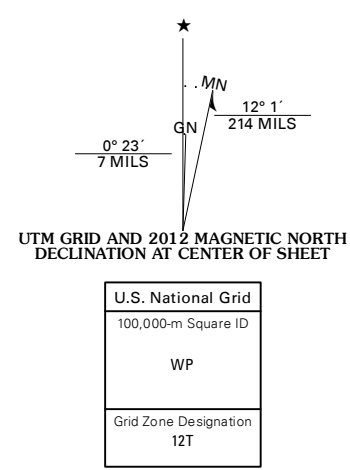 ★
MN
GN
12° 1´
214 MILS
0° 23´
7 MILS
UTM GRID AND 2012 MAGNETIC NORTH
DECLINATION AT CENTER OF SHEET
U.S. National Grid
100,000-m Square ID
WP
Grid Zone Designation
12T